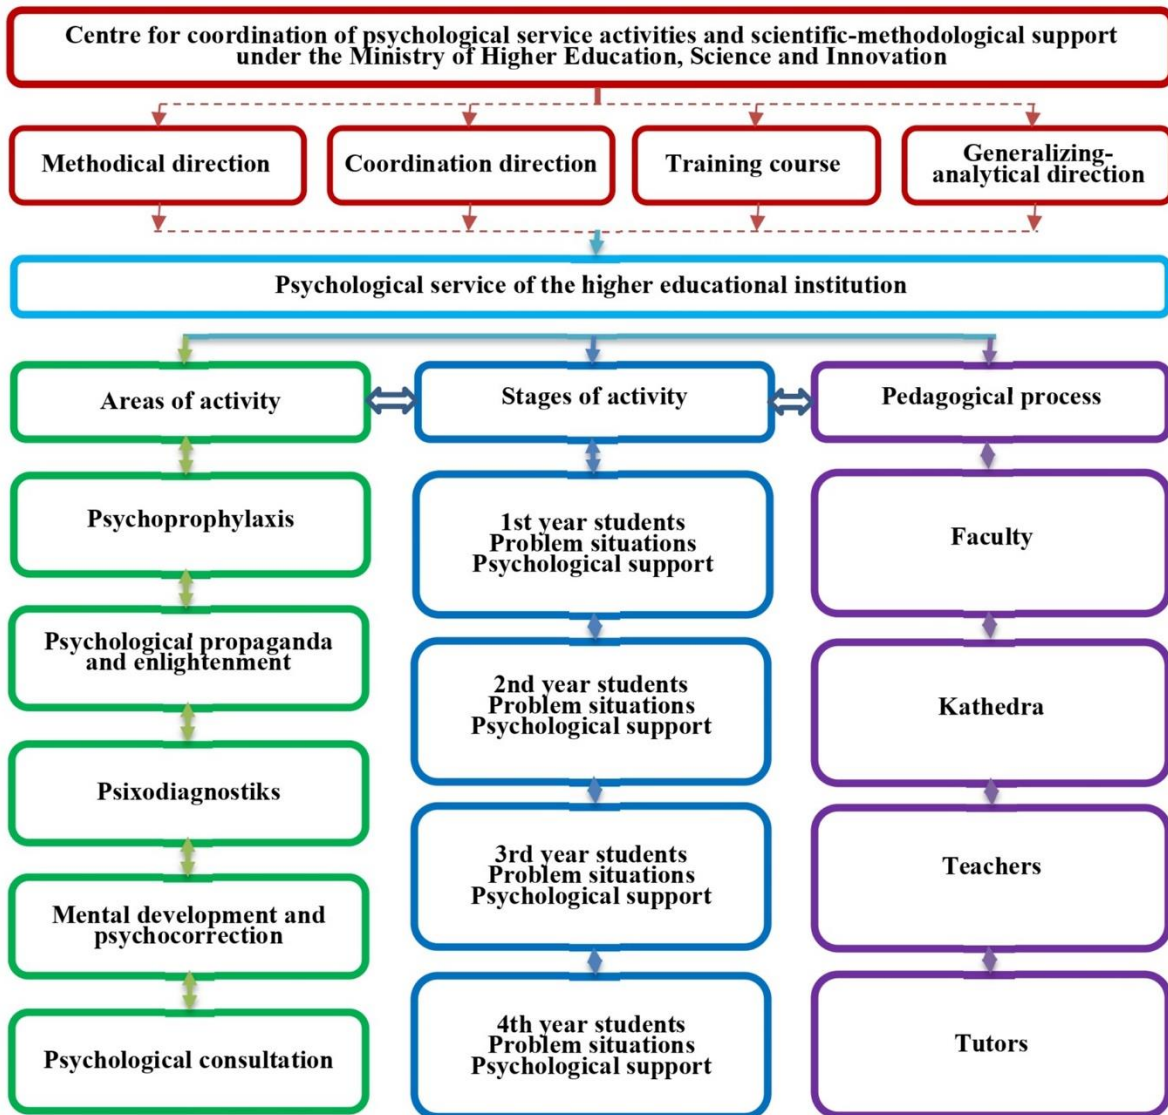 Centre for coordination of psychological service activities and scientific-methodological support
under the Ministry of Higher Education, Science and Innovation
Methodical direction
Coordination direction
Training course
Generalizing-
analytical direction
Psychological service of the higher educational institution
Areas of activity
Stages of activity
Pedagogical process
Psychoprophylaxis
1st year students
Problem situations
Psychological support
Faculty
Psychological propaganda
and enlightenment
2nd year students
Problem situations
Psychological support
Kathedra
Psixodiagnostiks
3rd year students
Problem situations
Psychological support
Teachers
Mental development and
psychocorrection
4th year students
Problem situations
Psychological support
Tutors
Psychological consultation